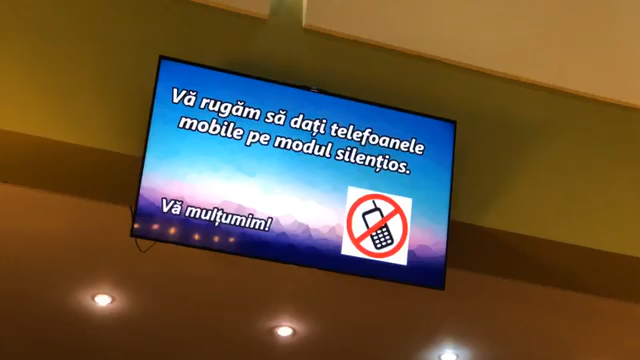 Vă rugăm să dați telefoanele
mobile pe modul silențios.
Vă mulțumim!